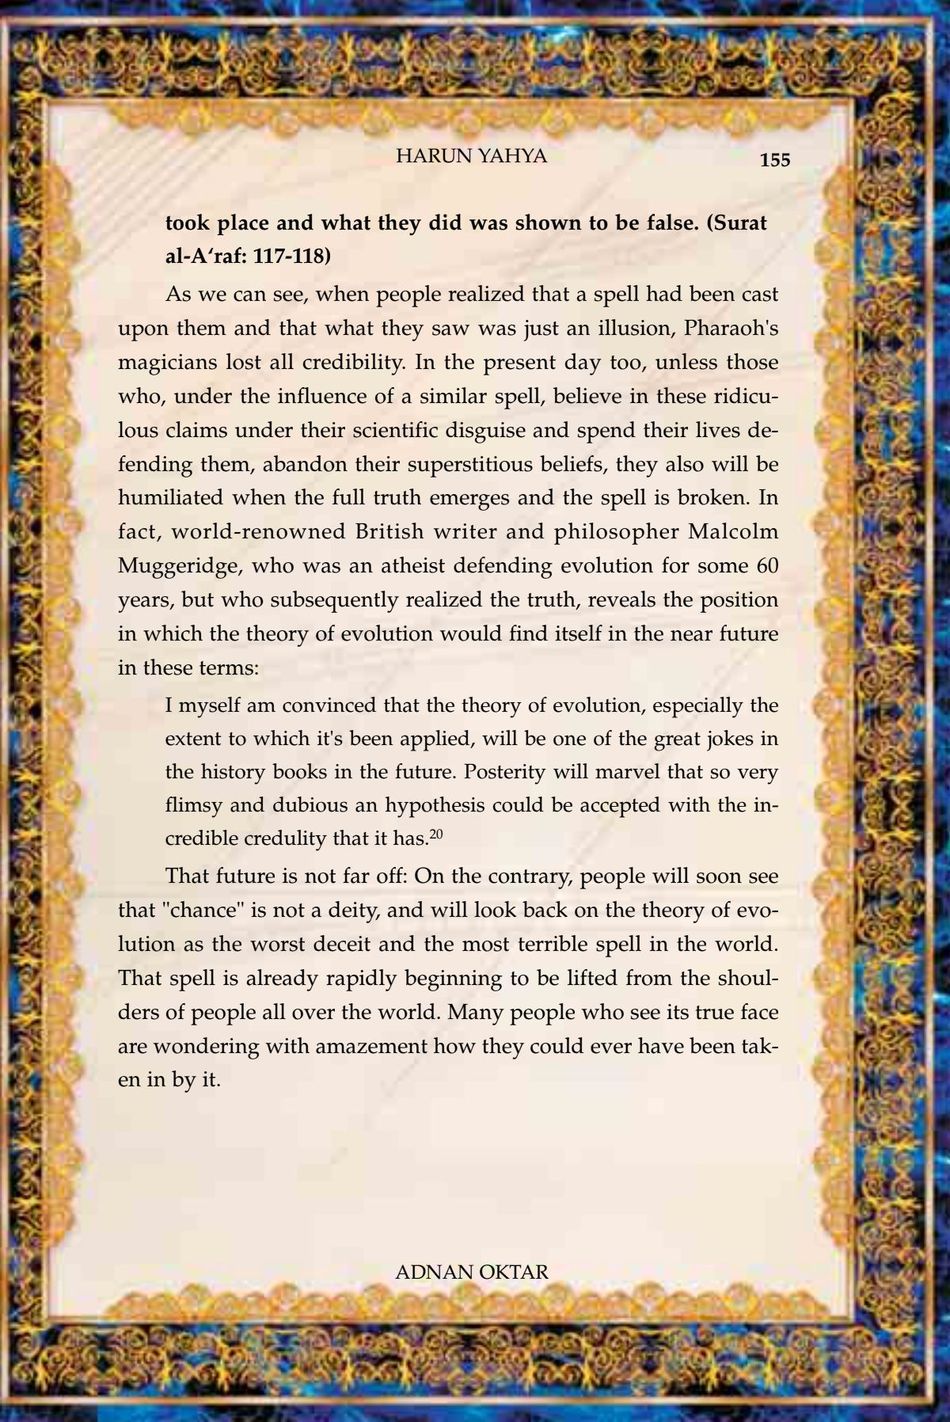 HARUN YAHYA
155
took place and what they did was shown to be false. (Surat
al-A‘raf: 117-118)
As we can see, when people realized that a spell had been cast
upon them and that what they saw was just an illusion, Pharaoh's
magicians lost all credibility. In the present day too, unless those
who, under the influence of a similar spell, believe in these ridicu-
lous claims under their scientific disguise and spend their lives de-
fending them, abandon their superstitious beliefs, they also will be
humiliated when the full truth emerges and the spell is broken. In
fact, world-renowned British writer and philosopher Malcolm
Muggeridge, who was an atheist defending evolution for some 60
years, but who subsequently realized the truth, reveals the position
in which the theory of evolution would find itself in the near future
in these terms:
I myself am convinced that the theory of evolution, especially the
extent to which it's been applied, will be one of the great jokes in
the history books in the future. Posterity will marvel that so very
flimsy and dubious an hypothesis could be accepted with the in-
credible credulity that it has.20
That future is not far off: On the contrary, people will soon see
that "chance" is not a deity, and will look back on the theory of evo-
lution as the worst deceit and the most terrible spell in the world.
That spell is already rapidly beginning to be lifted from the shoul-
ders of people all over the world. Many people who see its true face
are wondering with amazement how they could ever have been tak-
en in by it.
ADNAN OKTAR